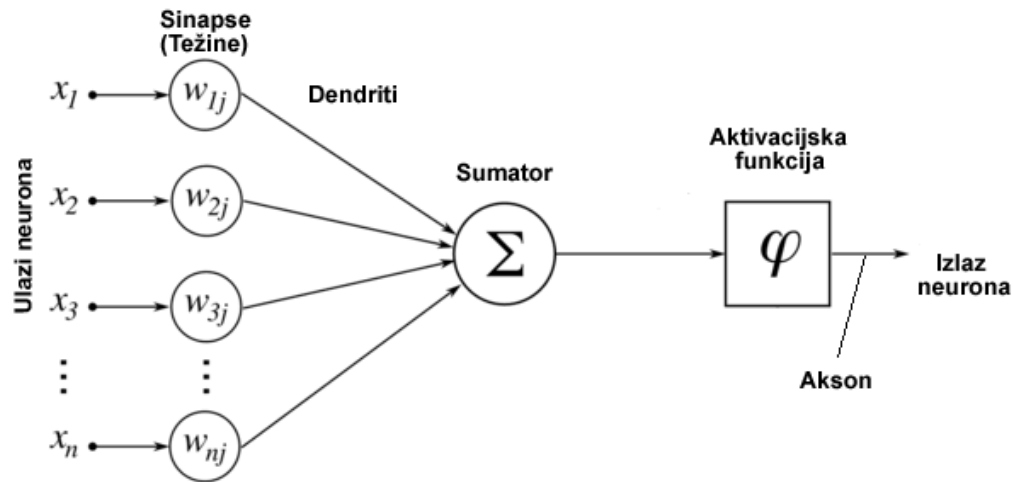 Sinapse
(Težine)
Dendriti
x1
w1j
Aktivacijska
funkcija
Sumator
Ulazi neurona
x2
w2j
Σ
φ
Izlaz
neurona
x3
w3j
Akson
⋮ ⋮
xn
wnj